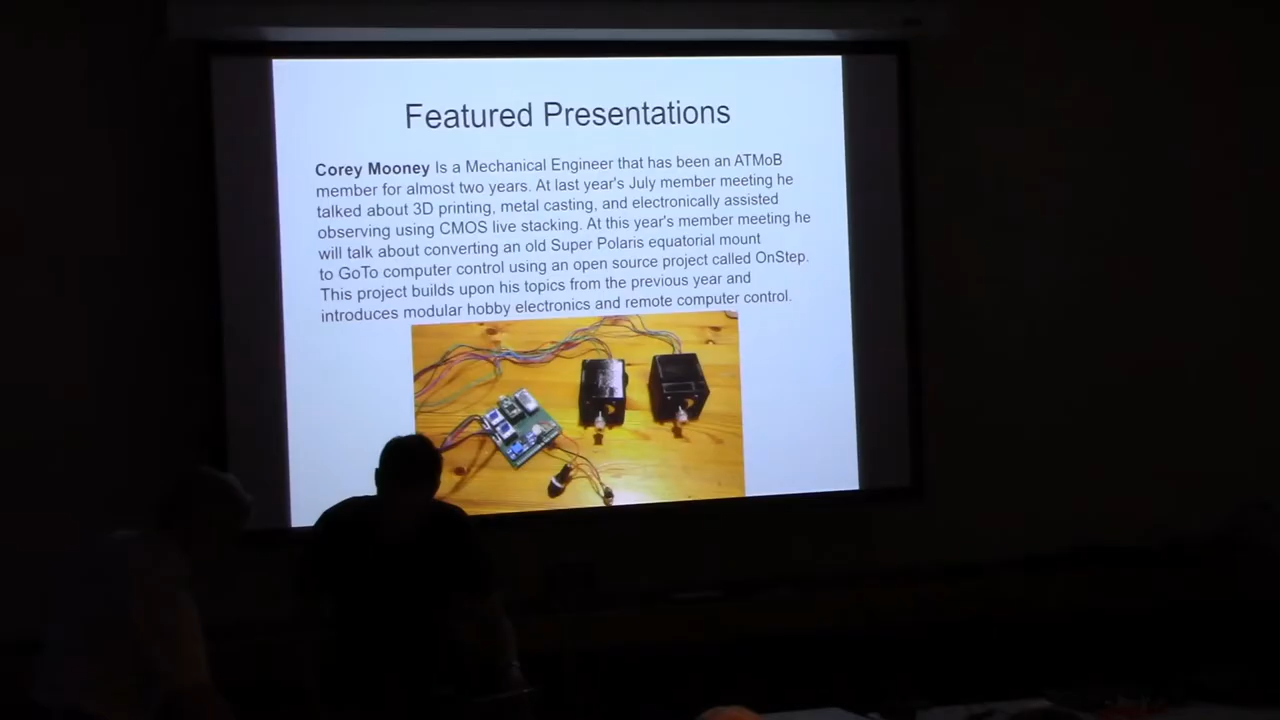 Featured Presentations
Corey Mooney Is a Mechanical Engineer that has been an ATMoB
member for almost two years. At last year's July member meeting he
talked about 3D printing, metal casting, and electronically assisted
observing using CMOS live stacking. At this year's member meeting he
will talk about converting an old Super Polaris equatorial mount
to GoTo computer control using an open source project called OnStep.
This project builds upon his topics from the previous year and
introduces modular hobby electronics and remote computer control.